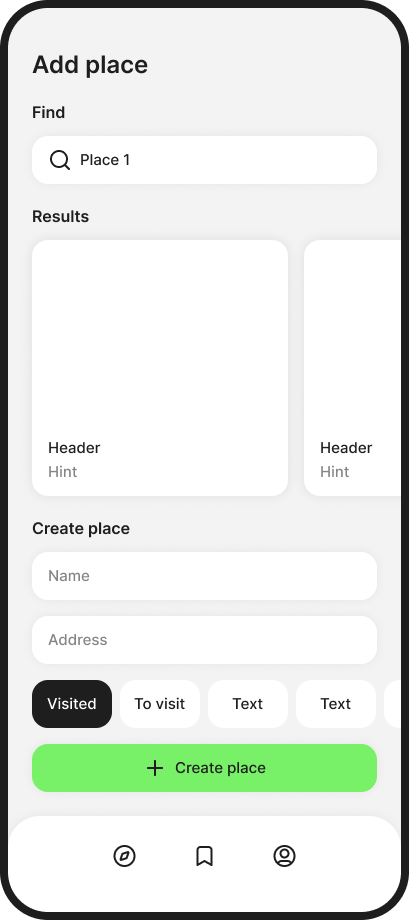 Add place
Find
Place 1
Results
Header
Hint
Header
Hint
Create place
Name
Address
Visited To visit Text Text
Create place